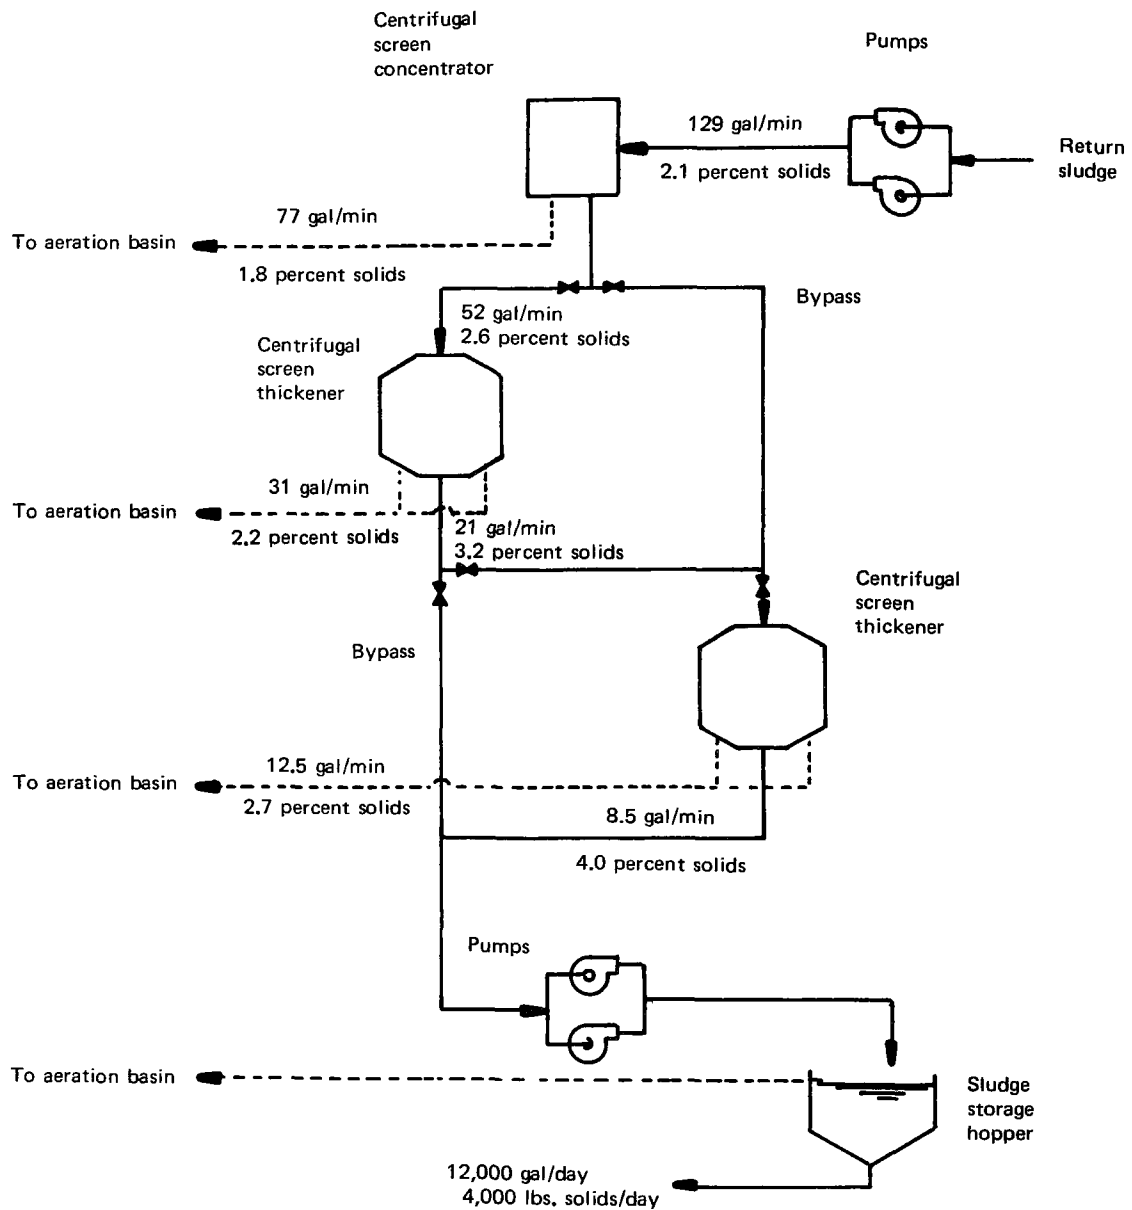 Centrifugal
screen
concentrator
Pumps
129 gal/min
2.1 percent solids
Return
sludge
77 gal/min
To aeration basin
1.8 percent solids
Bypass
52 gal/min
2.6 percent solids
Centrifugal
screen
thickener
31 gal/min
To aeration basin
2.2 percent solids
21 gal/min
3.2 percent solids
Centrifugal
screen
thickener
Bypass
12.5 gal/min
To aeration basin
2.7 percent solids
8.5 gal/min
4.0 percent solids
Pumps
To aeration basin
Sludge
storage
hopper
12,000 gal/day
4,000 lbs. solids/day